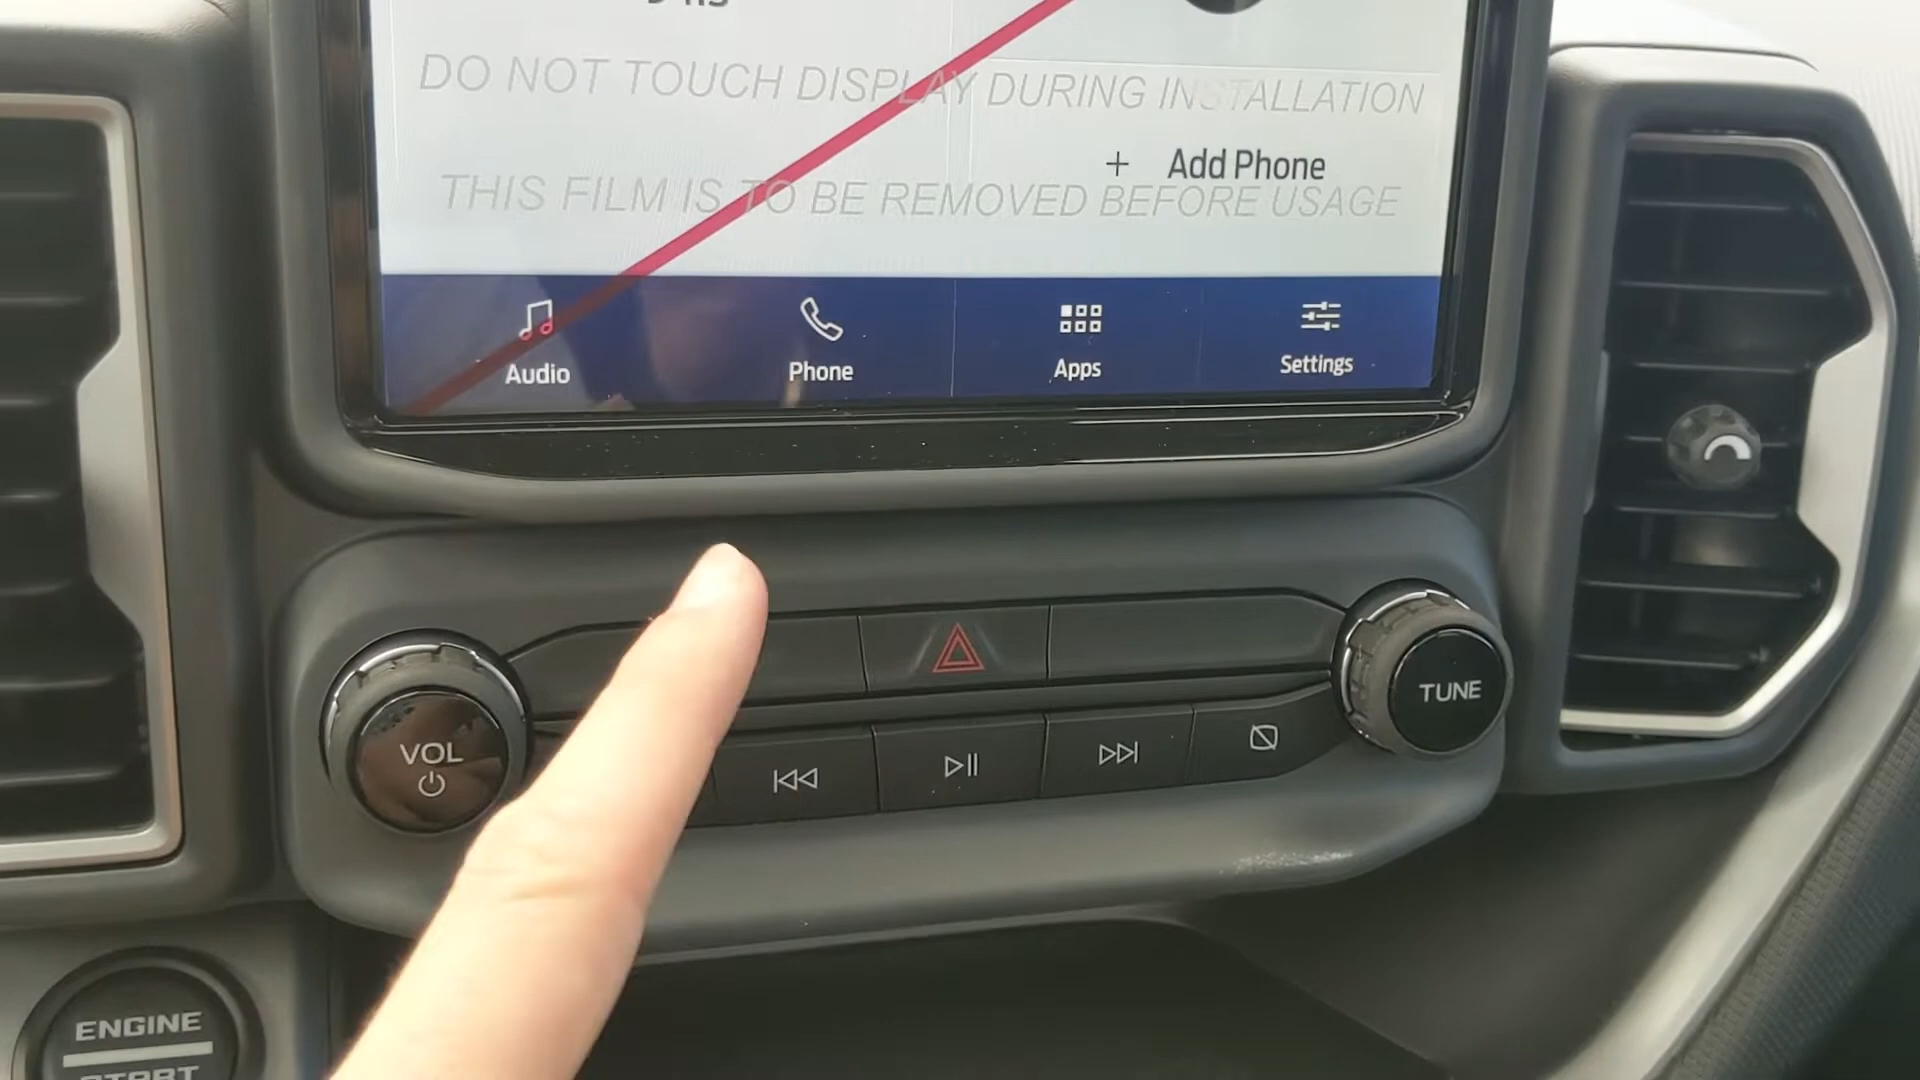 DO NOT TOUCH DISPLAY DURING INSTALLATION
+ Add Phone
THIS FILM IS TO BE REMOVED BEFORE USAGE
Audio
Phone
Apps
Settings
TUNE
VOL
ENGINE
START